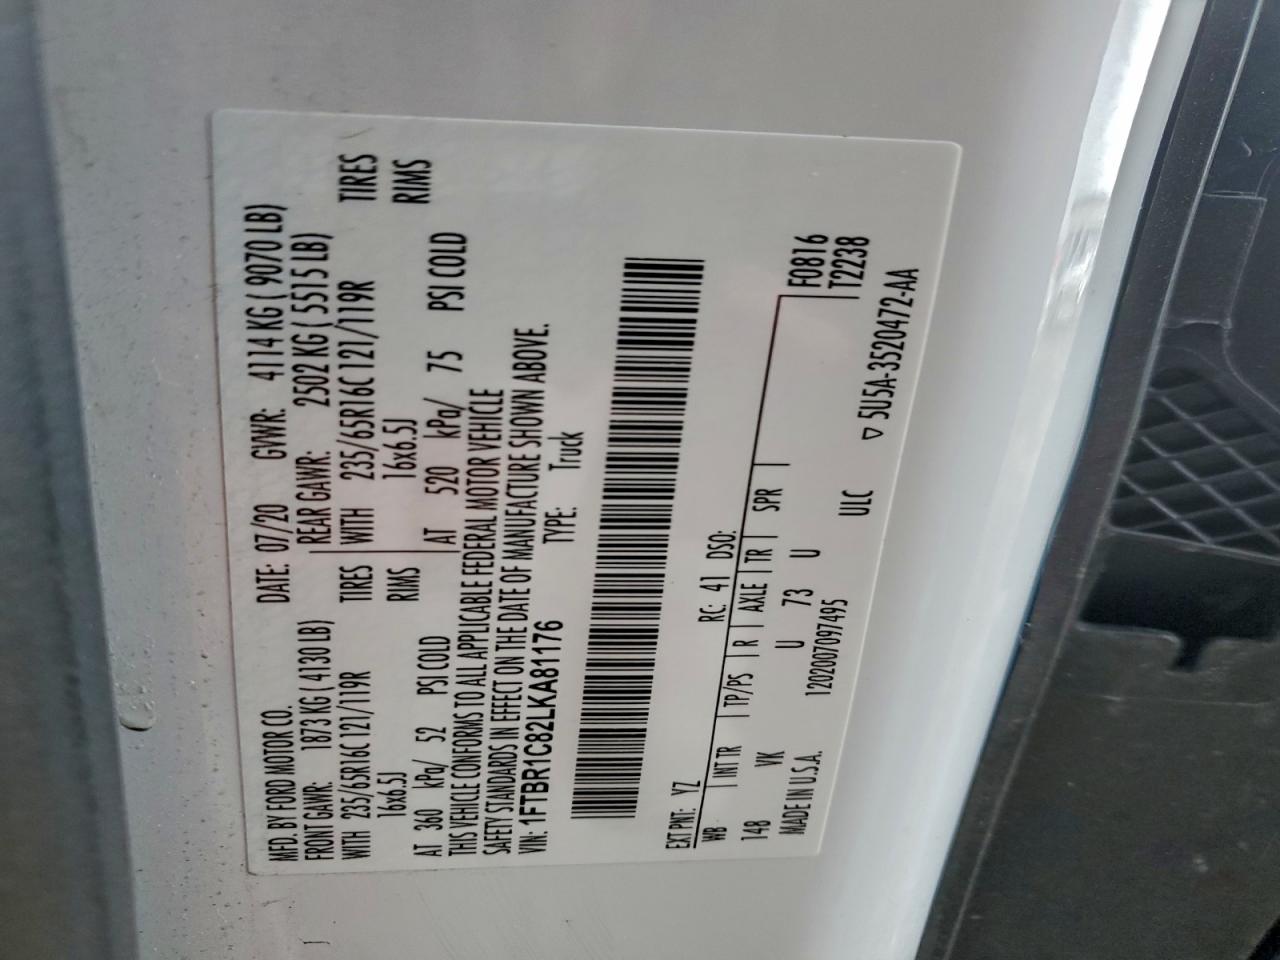 MFD. BY FORD MOTOR CO. DATE: 07/20 GVWR: 4114 KG ( 9070 LB)
FRONT GAWR: 1873 KG ( 4130 LB) REAR GAWR: 2502 KG ( 5515 LB)
WITH 235/65R16C 121/119R TIRES WITH 235/65R16C 121/119R TIRES
16x6.5J RIMS 16x6.5J RIMS
AT 360 kPa/ 52 PSI COLD AT 520 kPa/ 75 PSI COLD
THIS VEHICLE CONFORMS TO ALL APPLICABLE FEDERAL MOTOR VEHICLE
SAFETY STANDARDS IN EFFECT ON THE DATE OF MANUFACTURE SHOWN ABOVE.
VIN: 1FTBR1C82LKA81176 TYPE: Truck
EXT PNT: YZ RC: 41 DSO: F0816
WB INT TR TP/PS R AXLE TR SPR T2238
148 VK U 73 U
MADE IN U.S.A. 1202007097495 ULC ▽ 5U5A-3520472-AA